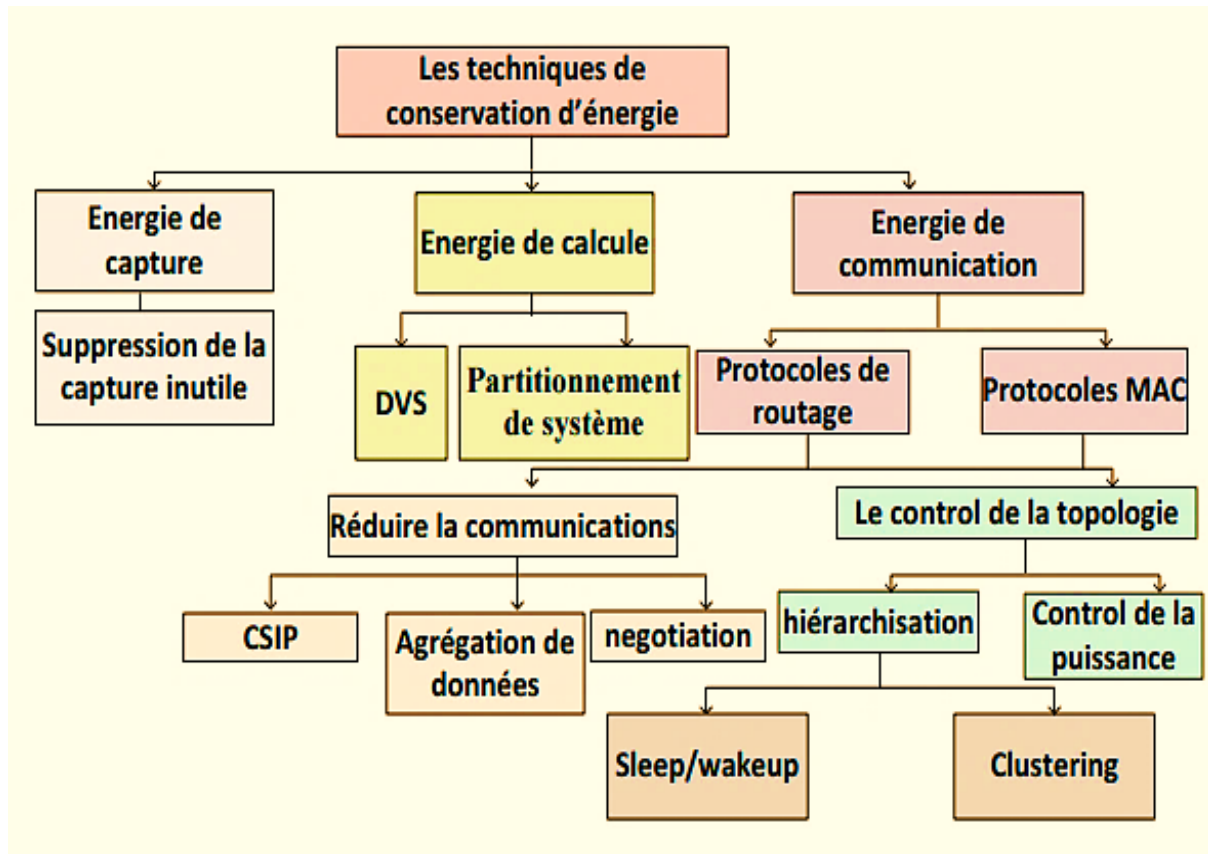 Les techniques de
conservation d'énergie
Energie de
capture
Energie de calcule
Energie de
communication
Suppression de la
capture inutile
DVS
Partitionnement
de système
Protocoles de
routage
Protocoles MAC
Réduire la communications
Le control de la topologie
CSIP
Agrégation de
données
negotiation
hiérarchisation
Control de la
puissance
Sleep/wakeup
Clustering